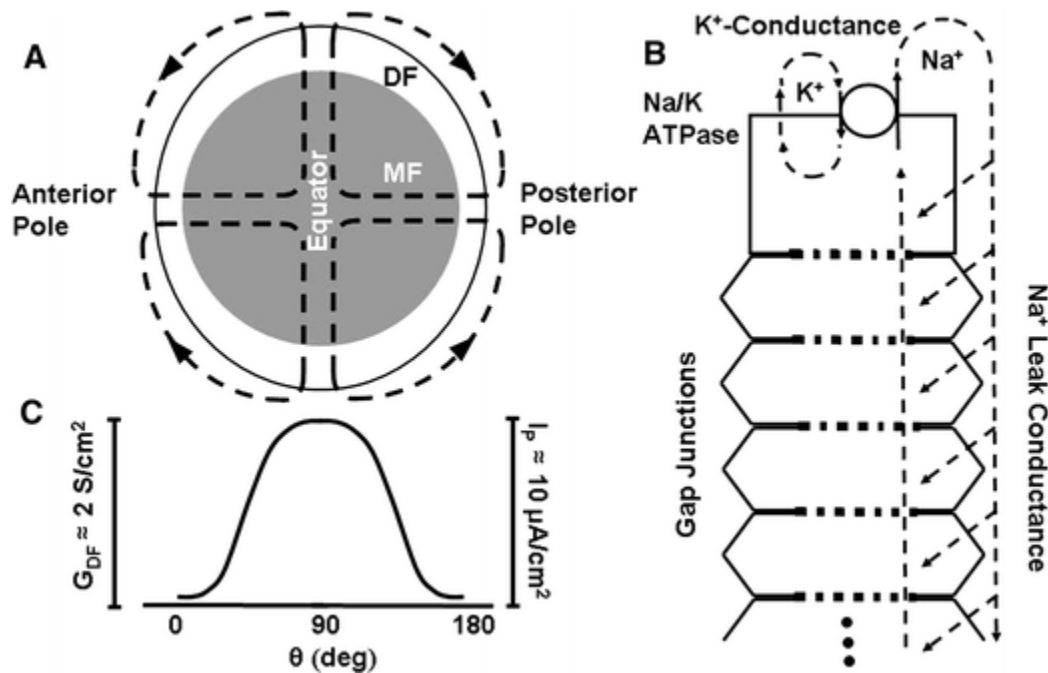 A
DF
MF
Equator
Anterior
Pole
Posterior
Pole
B
K⁺-Conductance
Na⁺
K⁺
Na/K
ATPase
Gap Junctions
Na⁺ Leak Conductance
C
G_DF ≈ 2 S/cm²
I_P ≈ 10 µA/cm²
0 90 180
θ (deg)